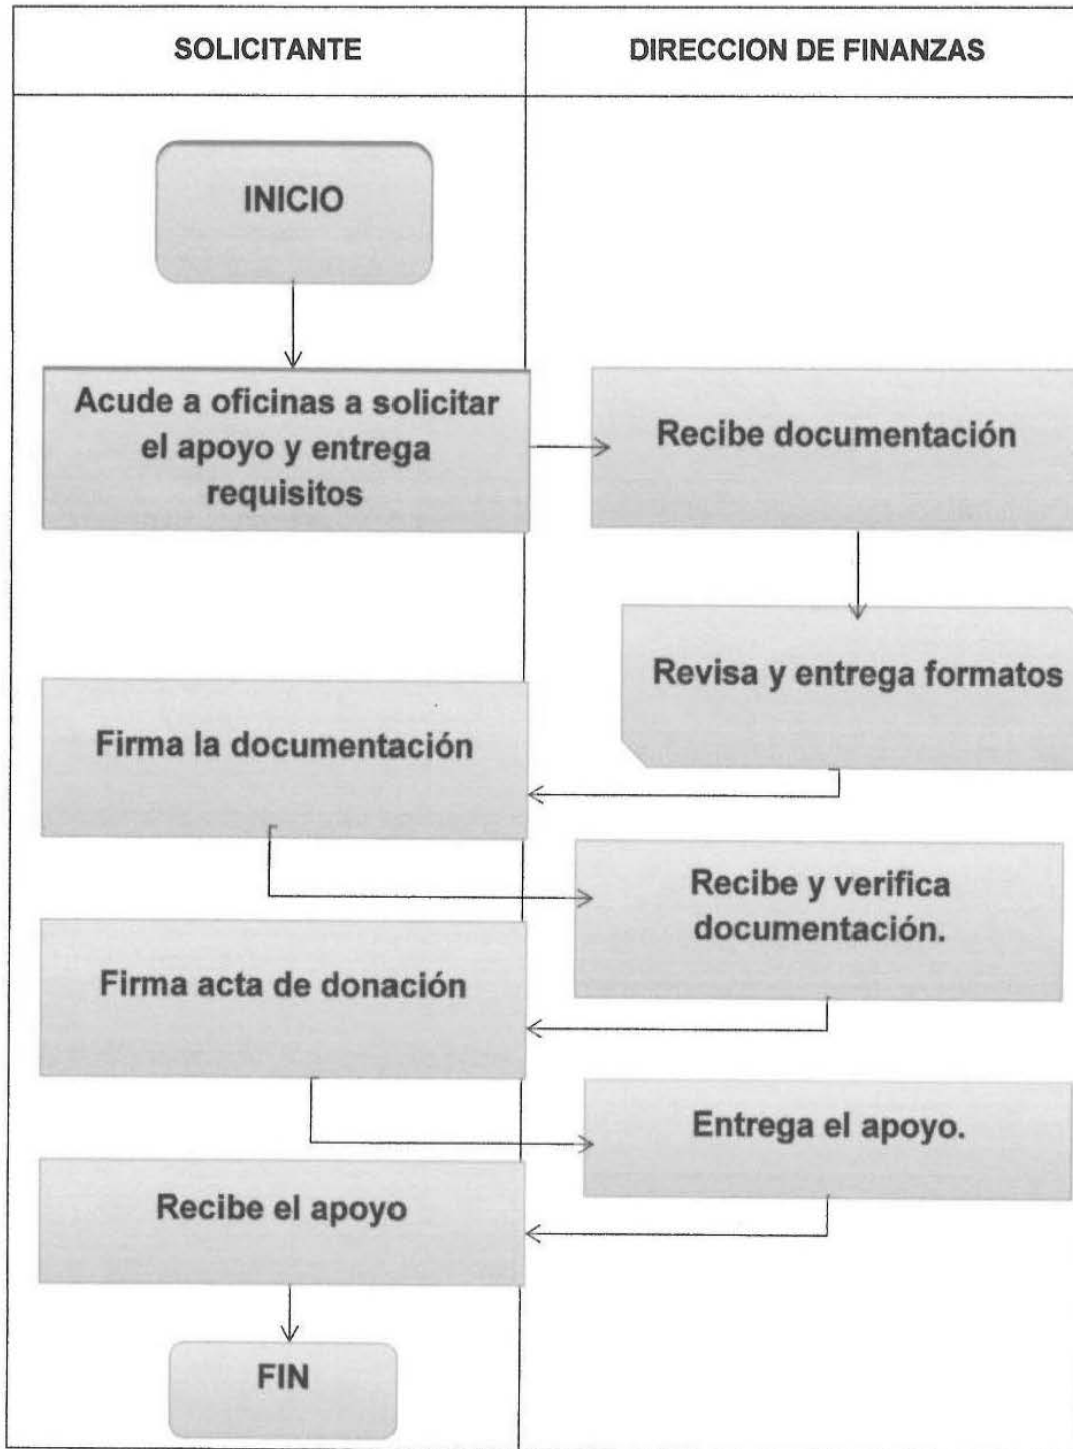 SOLICITANTE
DIRECCION DE FINANZAS
INICIO
Acude a oficinas a solicitar
el apoyo y entrega
requisitos
Recibe documentación
Revisa y entrega formatos
Firma la documentación
Recibe y verifica
documentación.
Firma acta de donación
Entrega el apoyo.
Recibe el apoyo
FIN